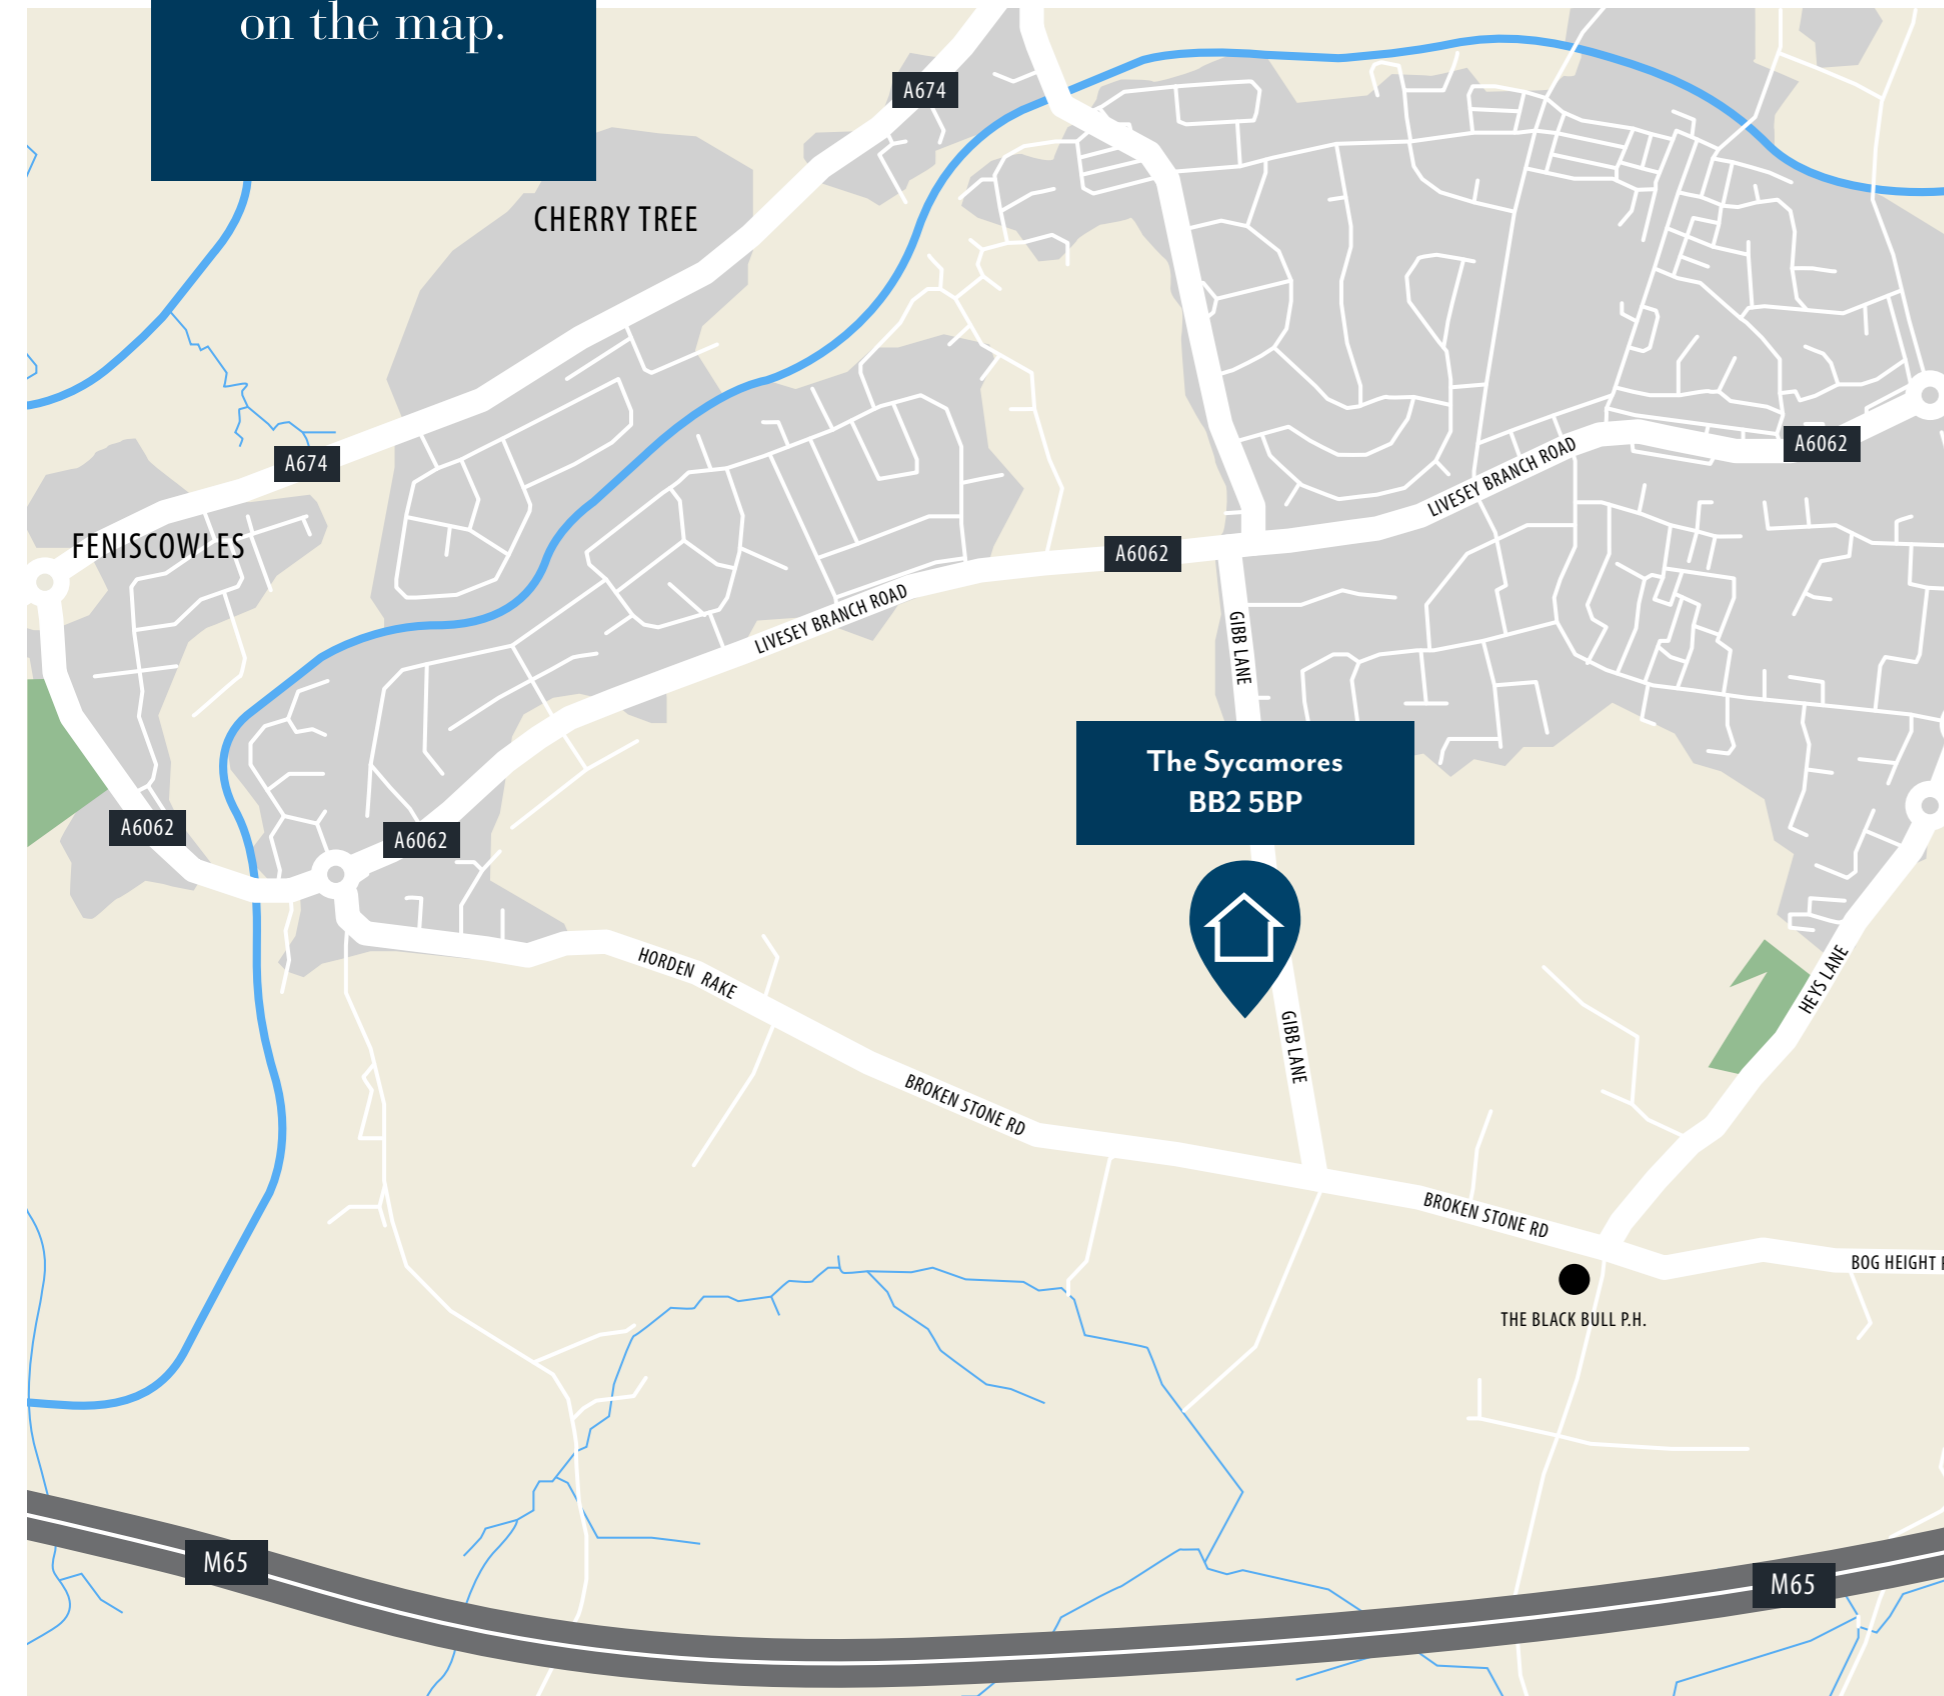 on the map.
A674
CHERRY TREE
A674
FENISCOWLES
A6062
LIVESEY BRANCH ROAD
A6062
LIVESEY BRANCH ROAD
GIBB LANE
The Sycamores
BB2 5BP
A6062
A6062
HORDEN RAKE
HEYS LANE
GIBB LANE
BROKEN STONE RD
BROKEN STONE RD
BOG HEIGHT
THE BLACK BULL P.H.
M65
M65